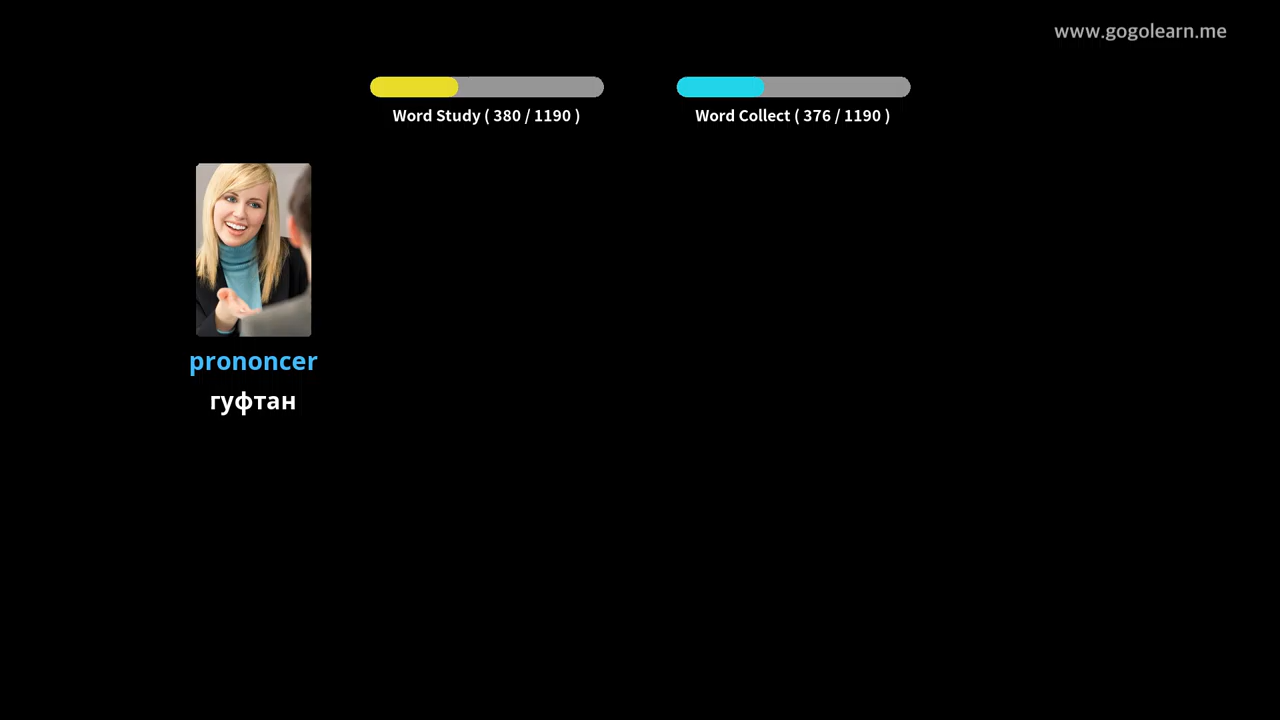 www.gogolearn.me
Word Study ( 380 / 1190 )
Word Collect ( 376 / 1190 )
prononcer
гуфтан